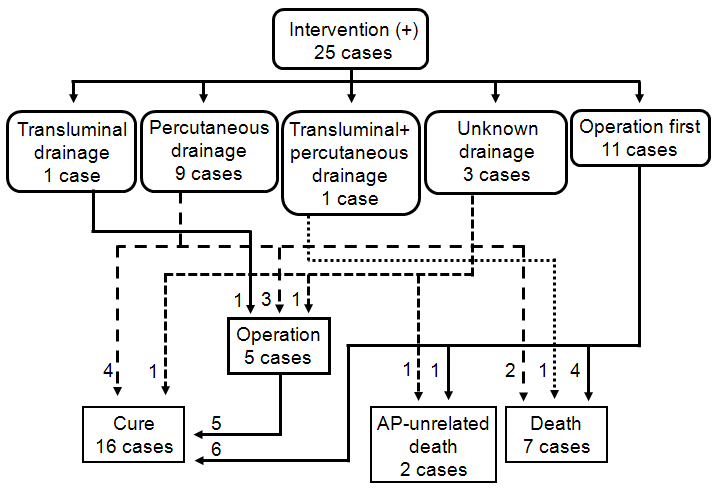 Intervention (+)
25 cases
Transluminal
drainage
1 case
Percutaneous
drainage
9 cases
Transluminal+
percutaneous
drainage
1 case
Unknown
drainage
3 cases
Operation first
11 cases
1
3
1
Operation
5 cases
4
1
1
1
2
1
4
5
6
Cure
16 cases
AP-unrelated
death
2 cases
Death
7 cases